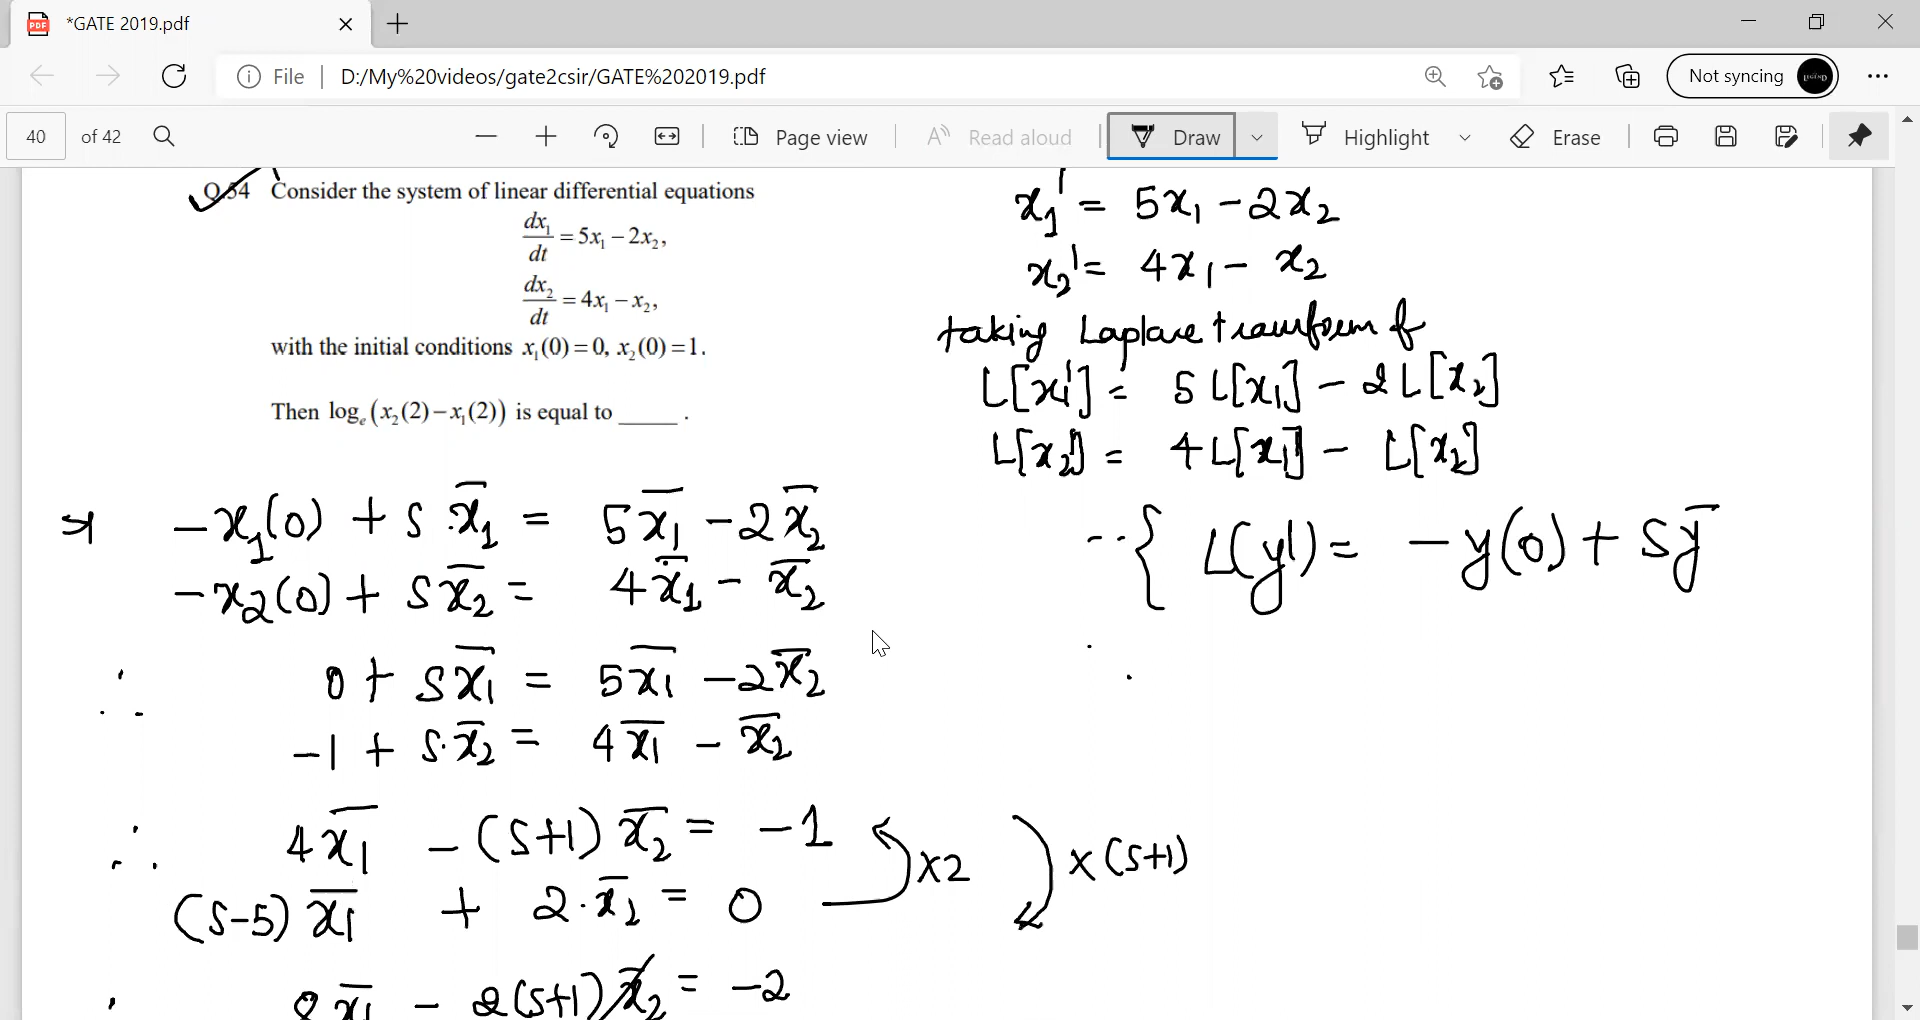 *GATE 2019.pdf
File | D:/My%20videos/gate2csir/GATE%202019.pdf
Not syncing
40 of 42 Page view Read aloud Draw Highlight Erase
Q.54 Consider the system of linear differential equations
dx₁/dt = 5x₁ − 2x₂,
dx₂/dt = 4x₁ − x₂,
with the initial conditions x₁(0) = 0, x₂(0) = 1.
Then logₑ(x₂(2) − x₁(2)) is equal to _____ .
x₁' = 5x₁ − 2x₂
x₂' = 4x₁ − x₂
taking Laplace transform of
L[x₁'] = 5 L[x₁] − 2 L[x₂]
L[x₂'] = 4 L[x₁] − L[x₂]
⇒ −x₁(0) + s·x̄₁ = 5x̄₁ − 2x̄₂
−x₂(0) + s x̄₂ = 4x̄₁ − x̄₂
--{ L(y') = −y(0) + sȳ
∴ 0 + s x̄₁ = 5x̄₁ − 2x̄₂
−1 + s·x̄₂ = 4x̄₁ − x̄₂
∴ 4x̄₁ − (s+1) x̄₂ = −1
(s−5) x̄₁ + 2·x̄₂ = 0
×2
×(s+1)
8x̄₁ − 2(s+1)x̄₂ = −2